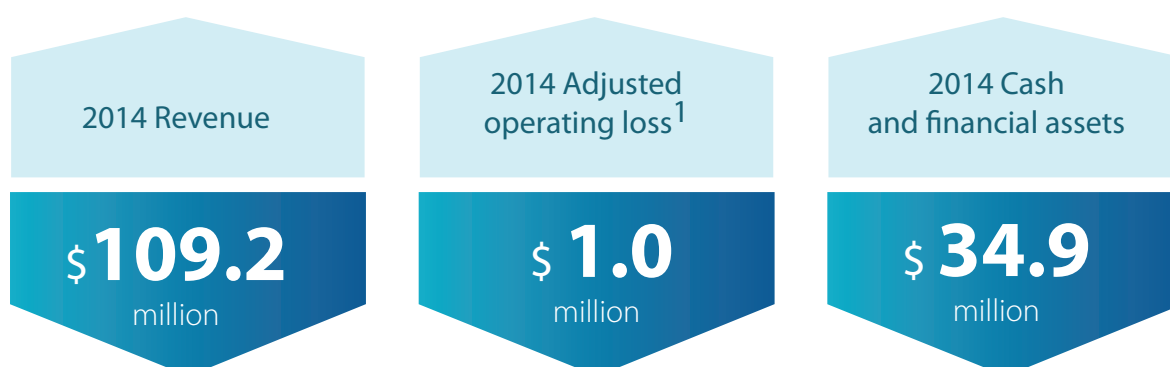 2014 Revenue
$ 109.2
million
2014 Adjusted
operating loss1
$ 1.0
million
2014 Cash
and financial assets
$ 34.9
million